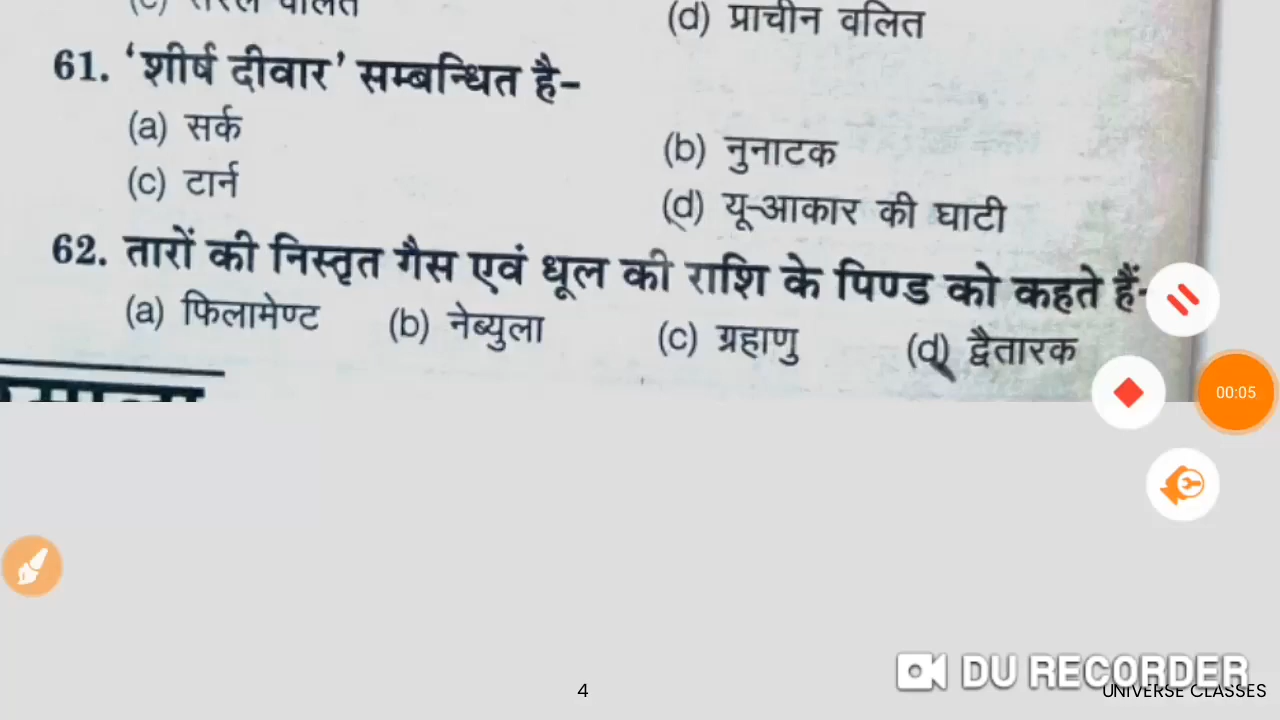 (d) प्राचीन वलित
61. 'शीर्ष दीवार' सम्बन्धित है-
(a) सर्क
(b) नुनाटक
(c) टार्न
(d) यू-आकार की घाटी
62. तारों की निस्तृत गैस एवं धूल की राशि के पिण्ड को कहते हैं-
(a) फिलामेण्ट (b) नेब्युला (c) ग्रहाणु (d) द्वैतारक
00:05
DU RECORDER
4
UNIVERSE CLASSES